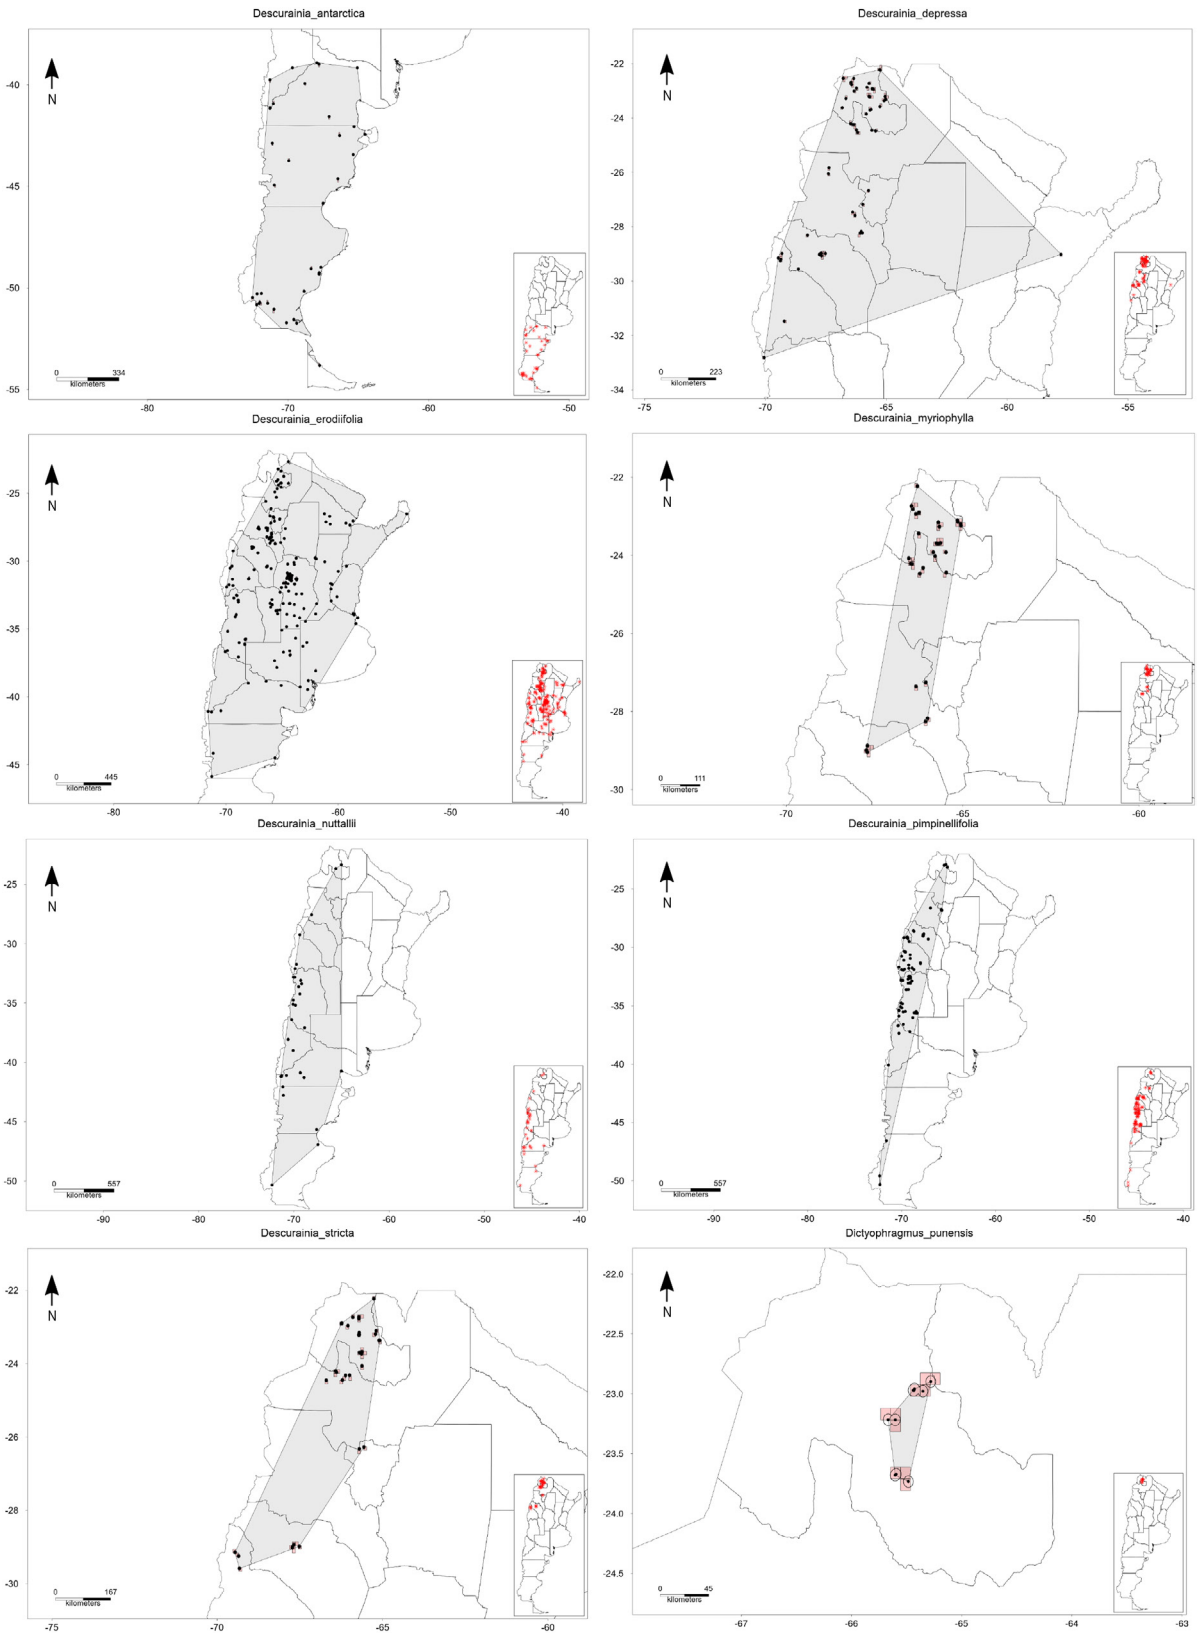 Descurainia_antarctica
-40
-45
-50
-55
N
0 334
kilometers
-80 -70 -60 -50
Descurainia_depressa
-22
-24
-26
-28
-30
-32
-34
N
0 223
kilometers
-75 -70 -65 -60 -55
Descurainia_erodiifolia
-25
-30
-35
-40
-45
N
0 445
kilometers
-80 -70 -60 -50 -40
Descurainia_myriophylla
-22
-24
-26
-28
-30
N
0 111
kilometers
-70 -65 -60
Descurainia_nuttallii
-25
-30
-35
-40
-45
-50
N
0 557
kilometers
-90 -80 -70 -60 -50 -40
Descurainia_pimpinellifolia
-25
-30
-35
-40
-45
-50
N
0 557
kilometers
-90 -80 -70 -60 -50 -40
Descurainia_stricta
-22
-24
-26
-28
-30
N
0 167
kilometers
-75 -70 -65 -60
Dictyophragmus_punensis
-22.0
-22.5
-23.0
-23.5
-24.0
-24.5
N
0 45
kilometers
-67 -66 -65 -64 -63